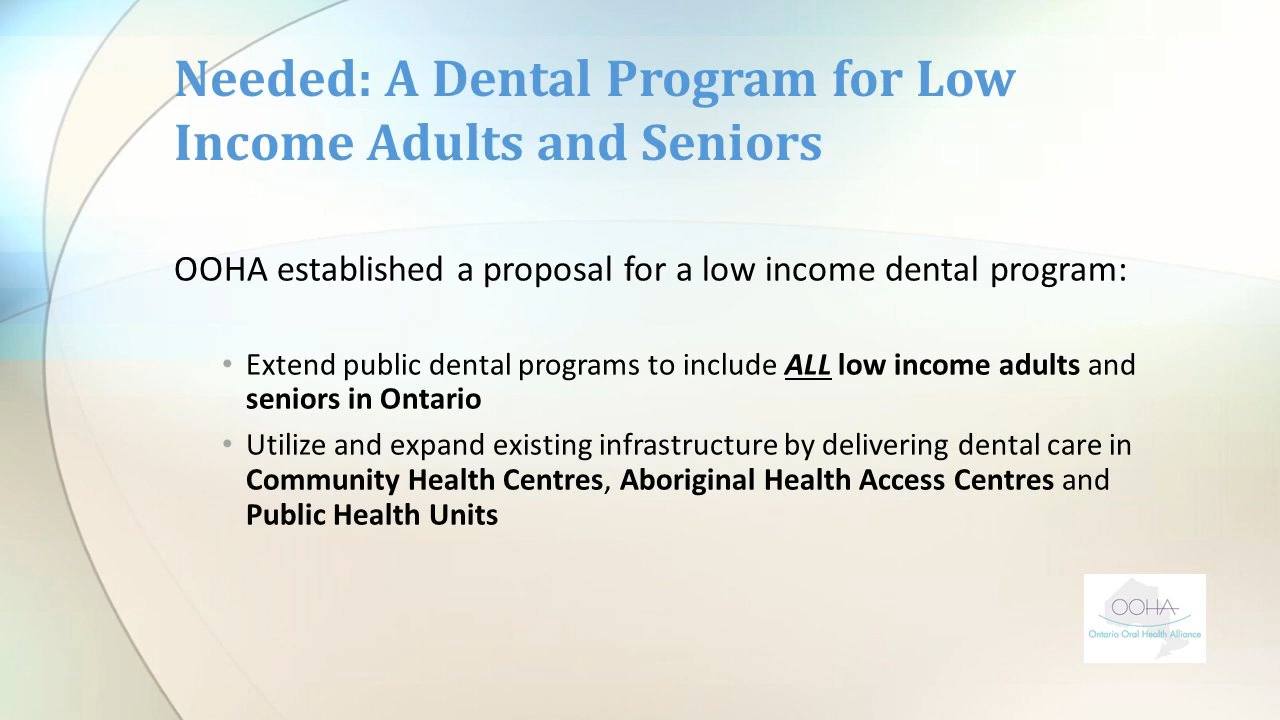 Needed: A Dental Program for Low
Income Adults and Seniors
OOHA established a proposal for a low income dental program:
• Extend public dental programs to include ALL low income adults and
seniors in Ontario
• Utilize and expand existing infrastructure by delivering dental care in
Community Health Centres, Aboriginal Health Access Centres and
Public Health Units
OOHA
Ontario Oral Health Alliance